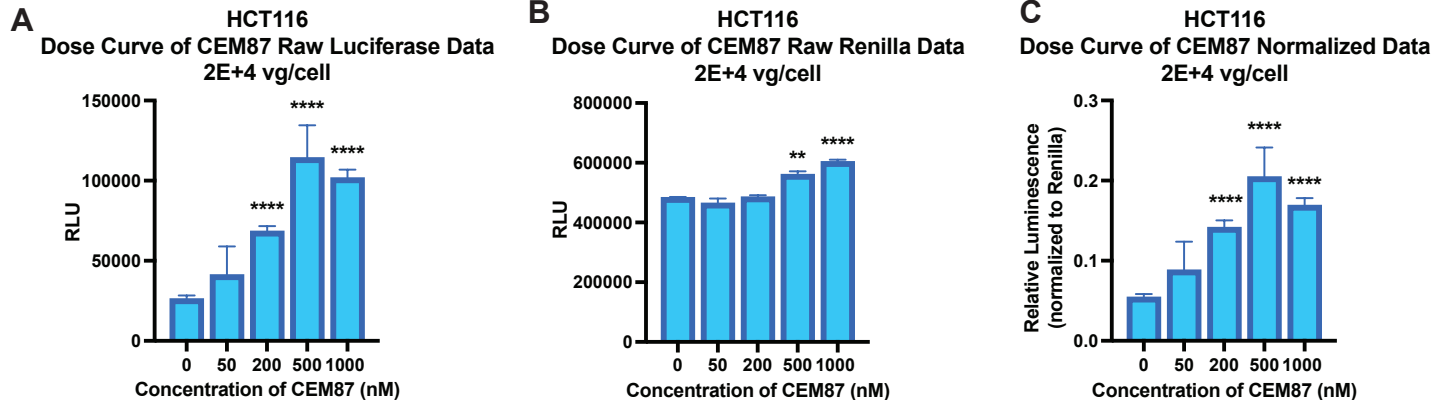 A
HCT116
Dose Curve of CEM87 Raw Luciferase Data
2E+4 vg/cell
150000
100000
50000
0
RLU
****
****
****
0 50 200 500 1000
Concentration of CEM87 (nM)
B
HCT116
Dose Curve of CEM87 Raw Renilla Data
2E+4 vg/cell
800000
600000
400000
200000
0
RLU
**
****
0 50 200 500 1000
Concentration of CEM87 (nM)
C
HCT116
Dose Curve of CEM87 Normalized Data
2E+4 vg/cell
0.3
0.2
0.1
0.0
Relative Luminescence
(normalized to Renilla)
****
****
****
0 50 200 500 1000
Concentration of CEM87 (nM)